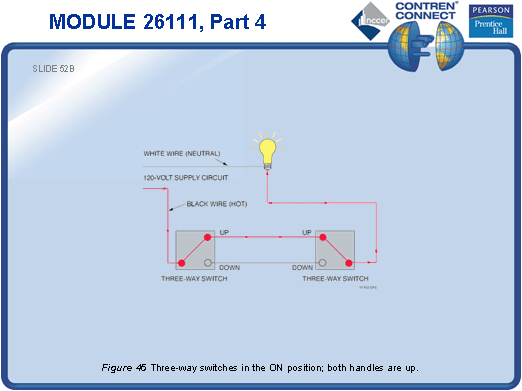 MODULE 26111, Part 4
nccer
CONTREN®
CONNECT
PEARSON
Prentice
Hall
SLIDE 52B
WHITE WIRE (NEUTRAL)
120-VOLT SUPPLY CIRCUIT
BLACK WIRE (HOT)
UP
UP
DOWN
DOWN
THREE-WAY SWITCH
THREE-WAY SWITCH
Figure 46 Three-way switches in the ON position; both handles are up.